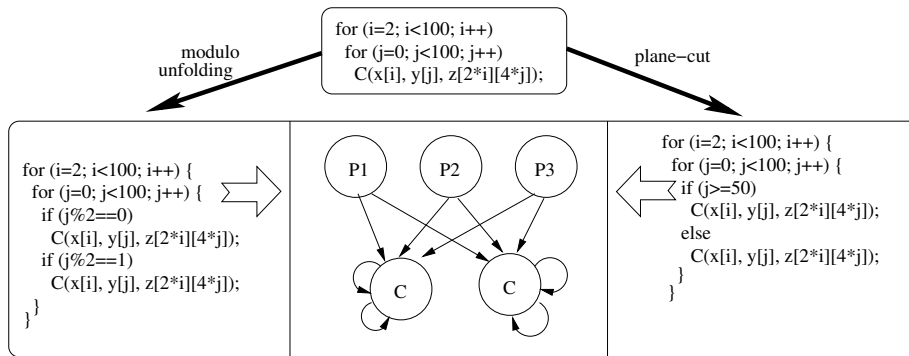 for (i=2; i<100; i++)
for (j=0; j<100; j++)
C(x[i], y[j], z[2*i][4*j]);
modulo
unfolding
plane−cut
for (i=2; i<100; i++) {
for (j=0; j<100; j++) {
if (j%2==0)
C(x[i], y[j], z[2*i][4*j]);
if (j%2==1)
C(x[i], y[j], z[2*i][4*j]);
}
}
P1
P2
P3
C
C
for (i=2; i<100; i++) {
for (j=0; j<100; j++) {
if (j>=50)
C(x[i], y[j], z[2*i][4*j]);
else
C(x[i], y[j], z[2*i][4*j]);
}
}